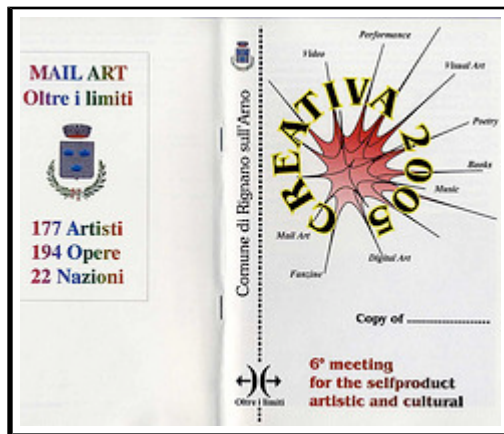 MAIL ART
Oltre i limiti
177 Artisti
194 Opere
22 Nazioni
Comune di Rignano sull'Arno
Oltre i limiti
Performance
Video
Visual Art
CREATIVA 2005
Poetry
Books
Music
Mail Art
Digital Art
Fanzine
Copy of ........................
6° meeting
for the selfproduct
artistic and cultural